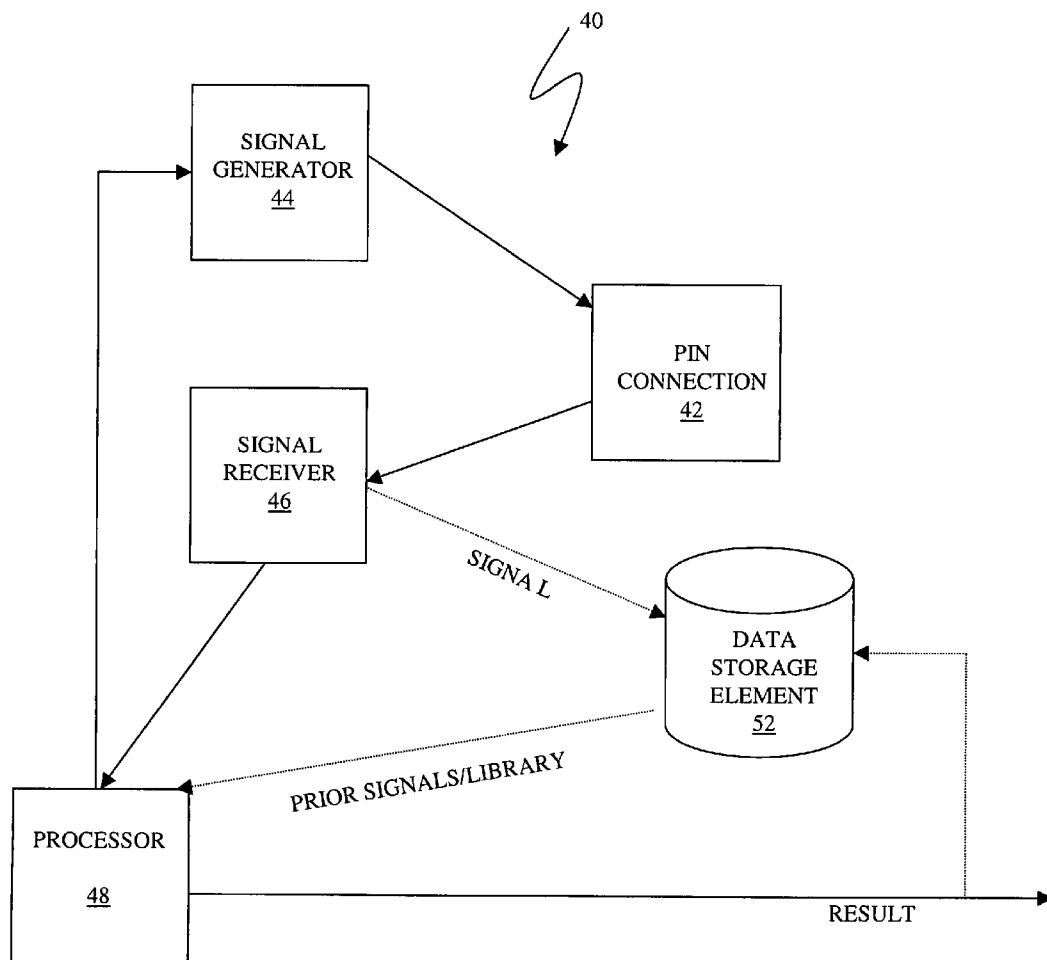 40
SIGNAL
GENERATOR
44
PIN
CONNECTION
42
SIGNAL
RECEIVER
46
SIGNA L
DATA
STORAGE
ELEMENT
52
PRIOR SIGNALS/LIBRARY
PROCESSOR
48
RESULT